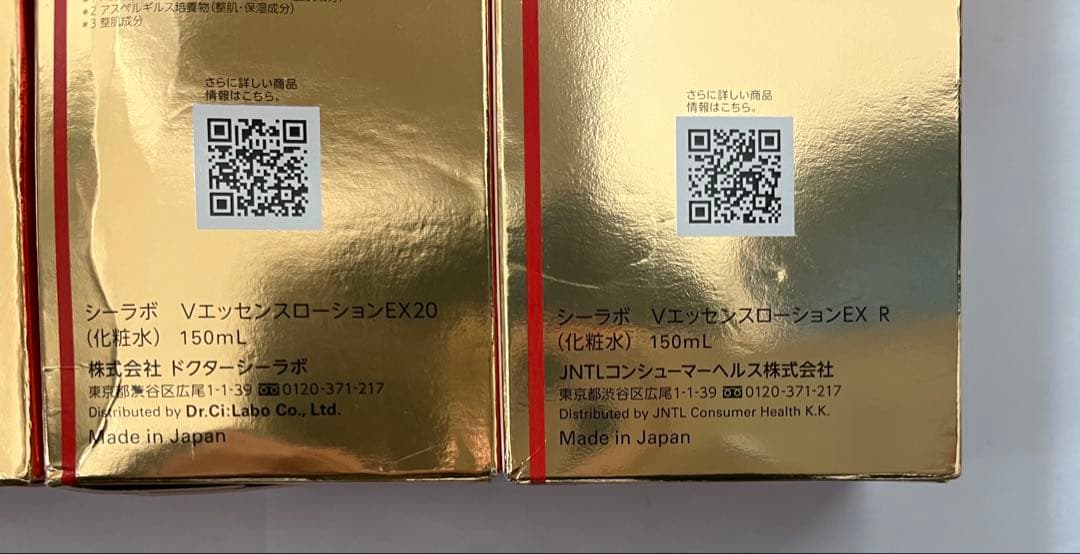 *2 アスペルギルス培養物(整肌・保湿成分)
*3 整肌成分
さらに詳しい商品
情報はこちら。
シーラボ VエッセンスローションEX20
(化粧水) 150mL
株式会社 ドクターシーラボ
東京都渋谷区広尾1-1-39 0120-371-217
Distributed by Dr.Ci:Labo Co., Ltd.
Made in Japan
さらに詳しい商品
情報はこちら。
シーラボ VエッセンスローションEX R
(化粧水) 150mL
JNTLコンシューマーヘルス株式会社
東京都渋谷区広尾1-1-39 0120-371-217
Distributed by JNTL Consumer Health K.K.
Made in Japan